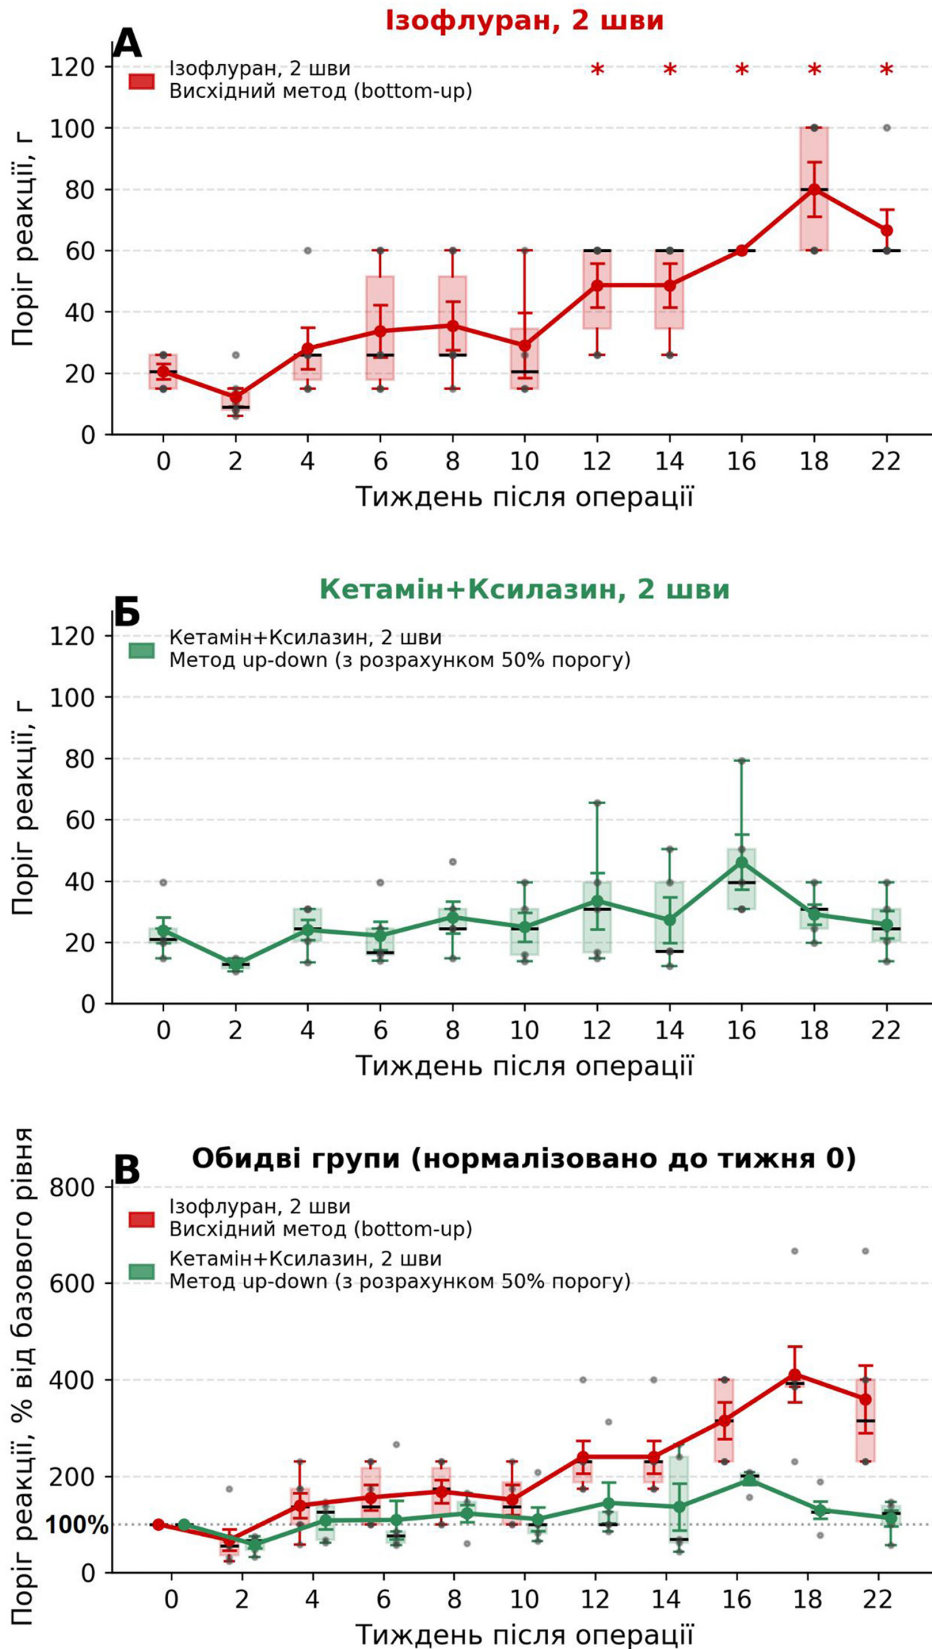 Ізофлуран, 2 шви
А
Ізофлуран, 2 шви
Висхідний метод (bottom-up)
* * * * *
Поріг реакції, г
120
100
80
60
40
20
0
0 2 4 6 8 10 12 14 16 18 22
Тиждень після операції
Кетамін+Ксилазин, 2 шви
Б
Кетамін+Ксилазин, 2 шви
Метод up-down (з розрахунком 50% порогу)
Поріг реакції, г
120
100
80
60
40
20
0
0 2 4 6 8 10 12 14 16 18 22
Тиждень після операції
Обидві групи (нормалізовано до тижня 0)
В
Ізофлуран, 2 шви
Висхідний метод (bottom-up)
Кетамін+Ксилазин, 2 шви
Метод up-down (з розрахунком 50% порогу)
Поріг реакції, % від базового рівня
800
600
400
200
100%
0
0 2 4 6 8 10 12 14 16 18 22
Тиждень після операції